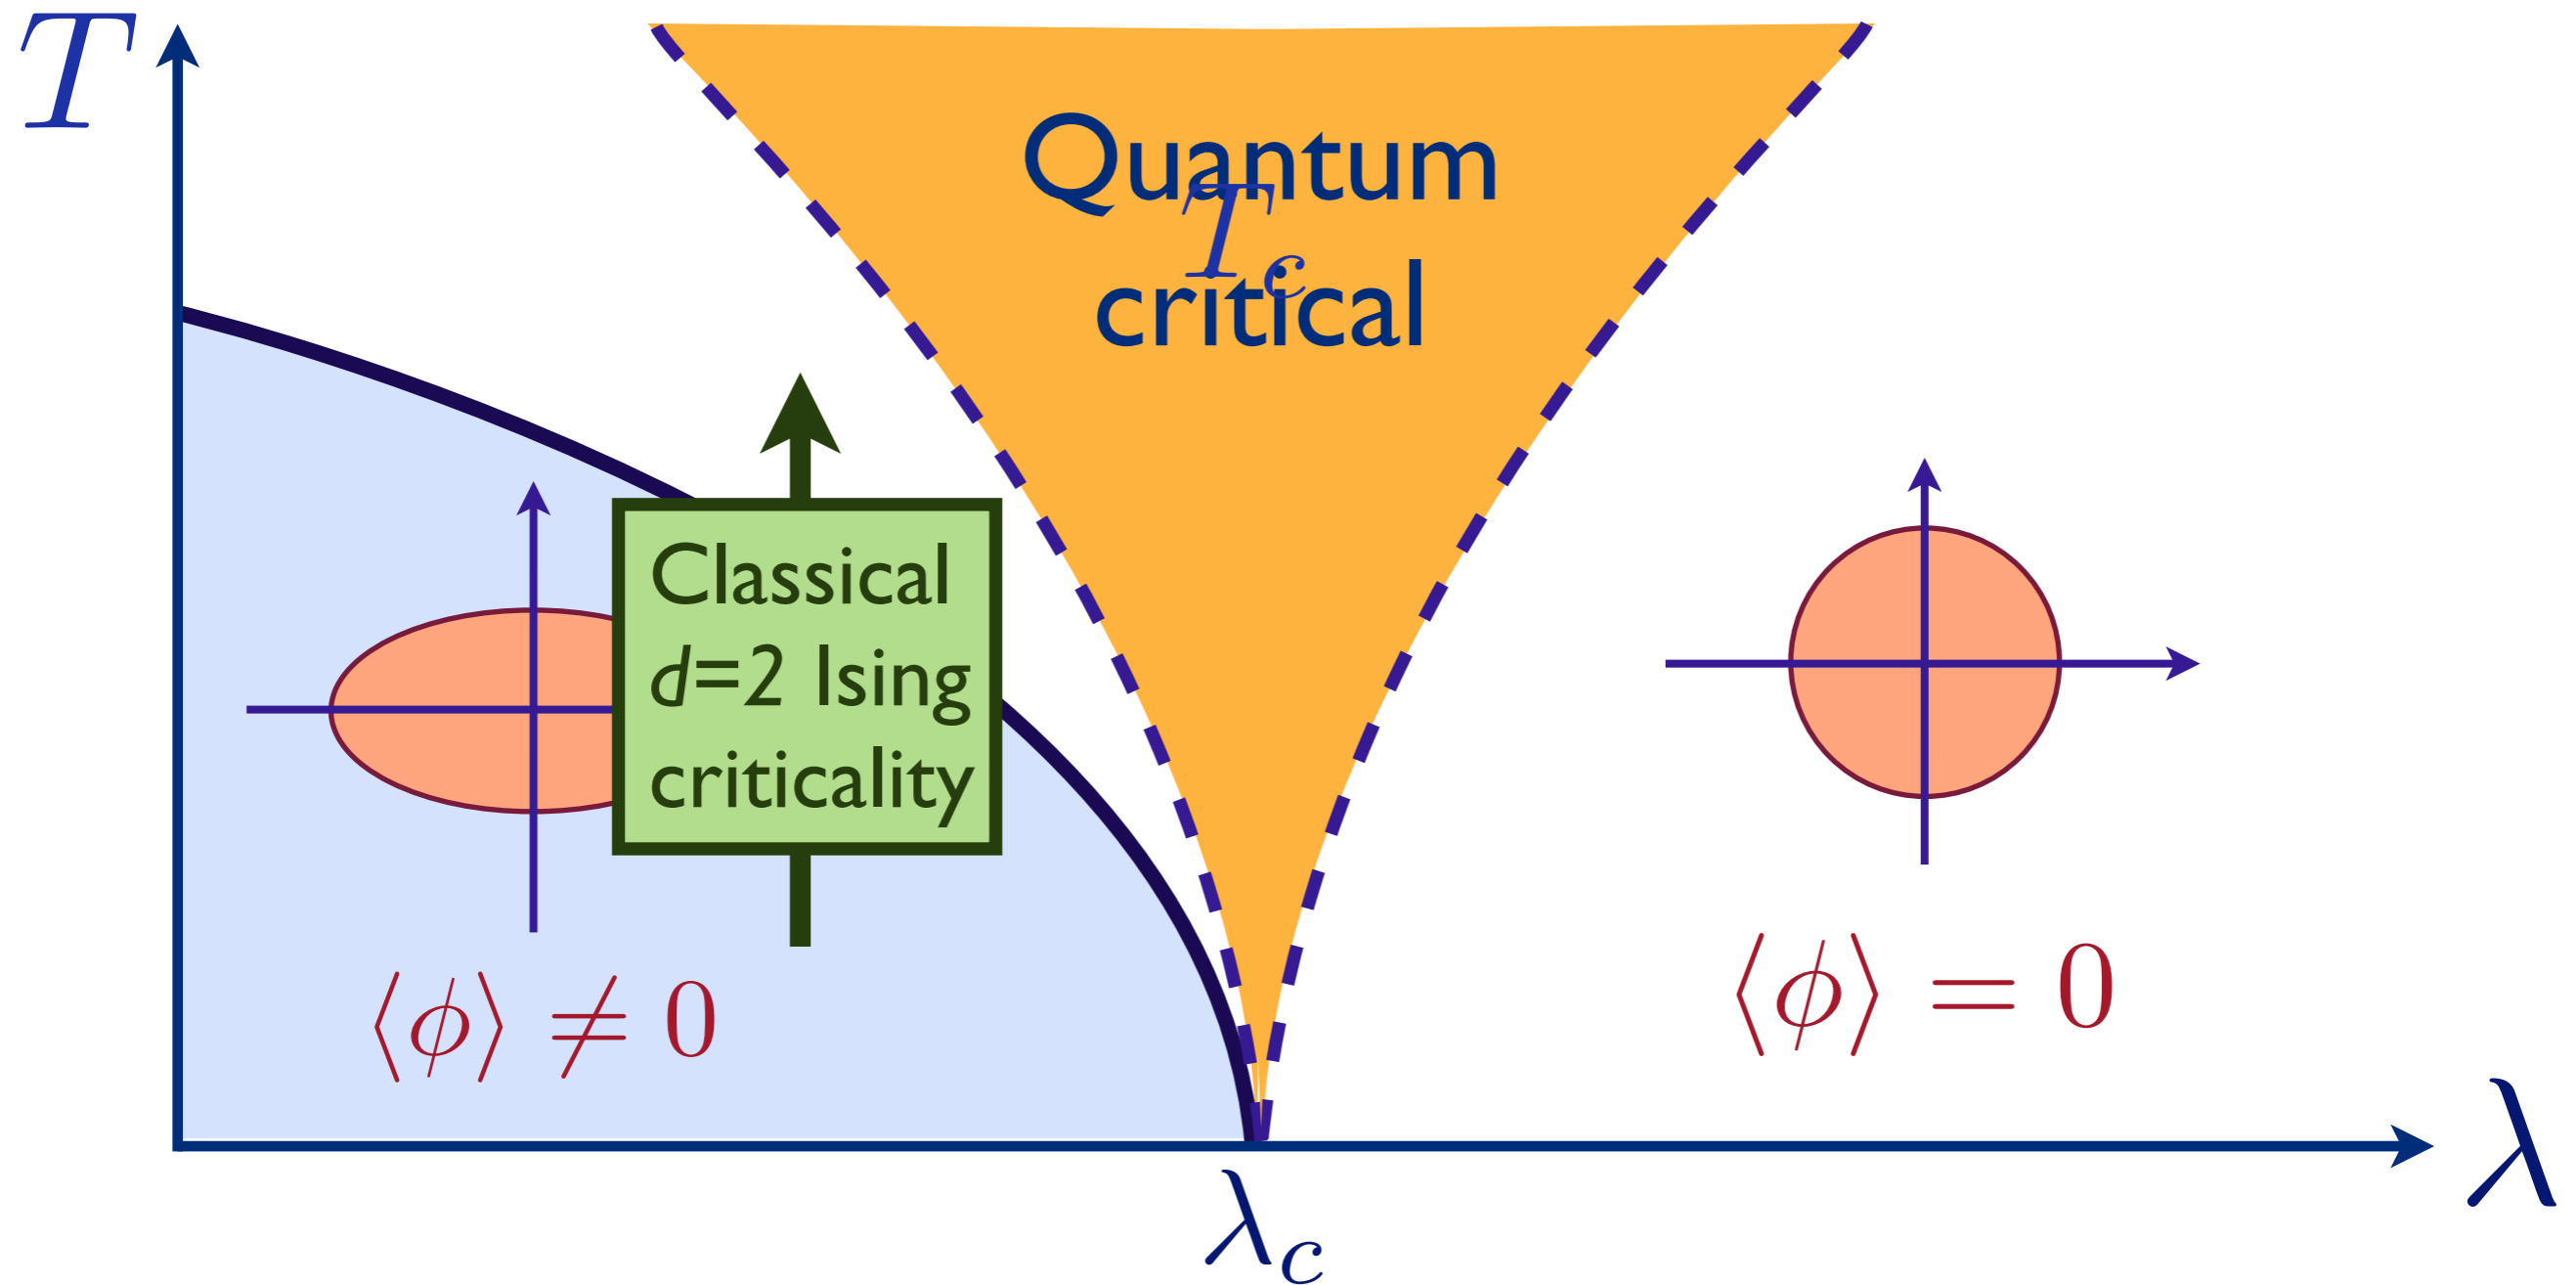 T
Quantum
T_c
critical
Classical
d=2 Ising
criticality
⟨ϕ⟩ ≠ 0
⟨ϕ⟩ = 0
λ
λ_c